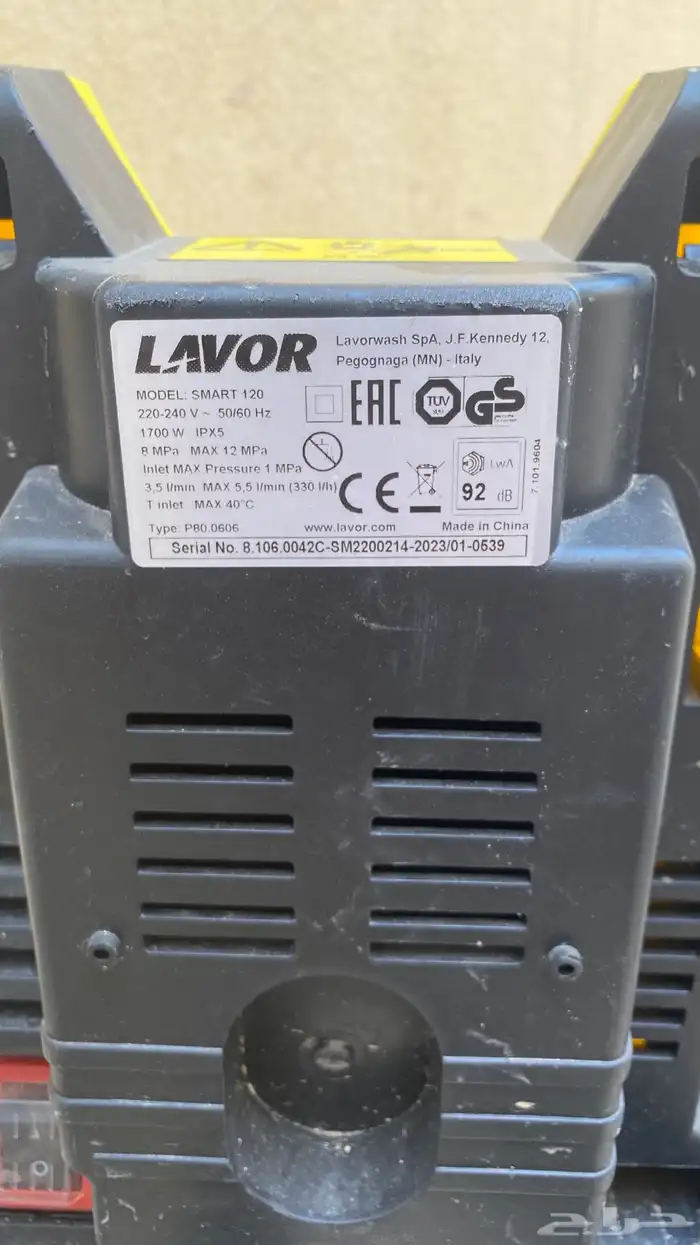 LAVOR
Lavorwash SpA, J.F.Kennedy 12,
Pegognaga (MN) - Italy
MODEL: SMART 120
220-240 V ~ 50/60 Hz
1700 W IPX5
8 MPa MAX 12 MPa
Inlet MAX Pressure 1 MPa
3,5 l/min MAX 5,5 l/min (330 l/h)
T inlet MAX 40°C
EAC
TÜV
GS
CE
LwA
92 dB
7.101.9604
Type: P80.0606
www.lavor.com
Made in China
Serial No. 8.106.0042C-SM2200214-2023/01-0539
حراج